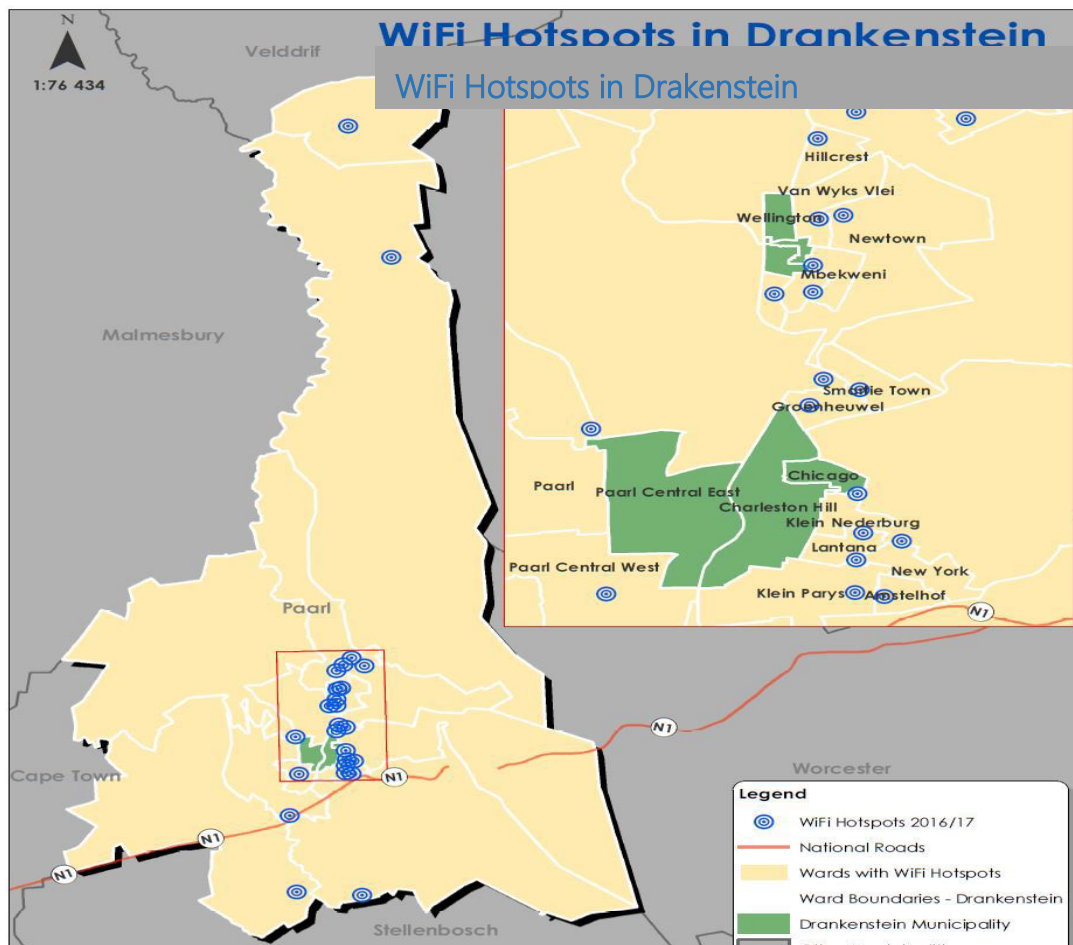 N
1:76 434
WiFi Hotspots in Drankenstein
WiFi Hotspots in Drakenstein
Velddrif
Malmesbury
Paarl
Cape Town
Worcester
Stellenbosch
N1
N1
N1
N1
Hillcrest
Van Wyks Vlei
Wellington
Newtown
Mbekweni
Smartie Town
Groenheuwel
Chicago
Paarl
Paarl Central East
Charleston Hill
Klein Nederburg
Lantana
New York
Paarl Central West
Klein Parys
Amstelhof
N1
Legend
WiFi Hotspots 2016/17
National Roads
Wards with WiFi Hotspots
Ward Boundaries - Drankenstein
Drankenstein Municipality